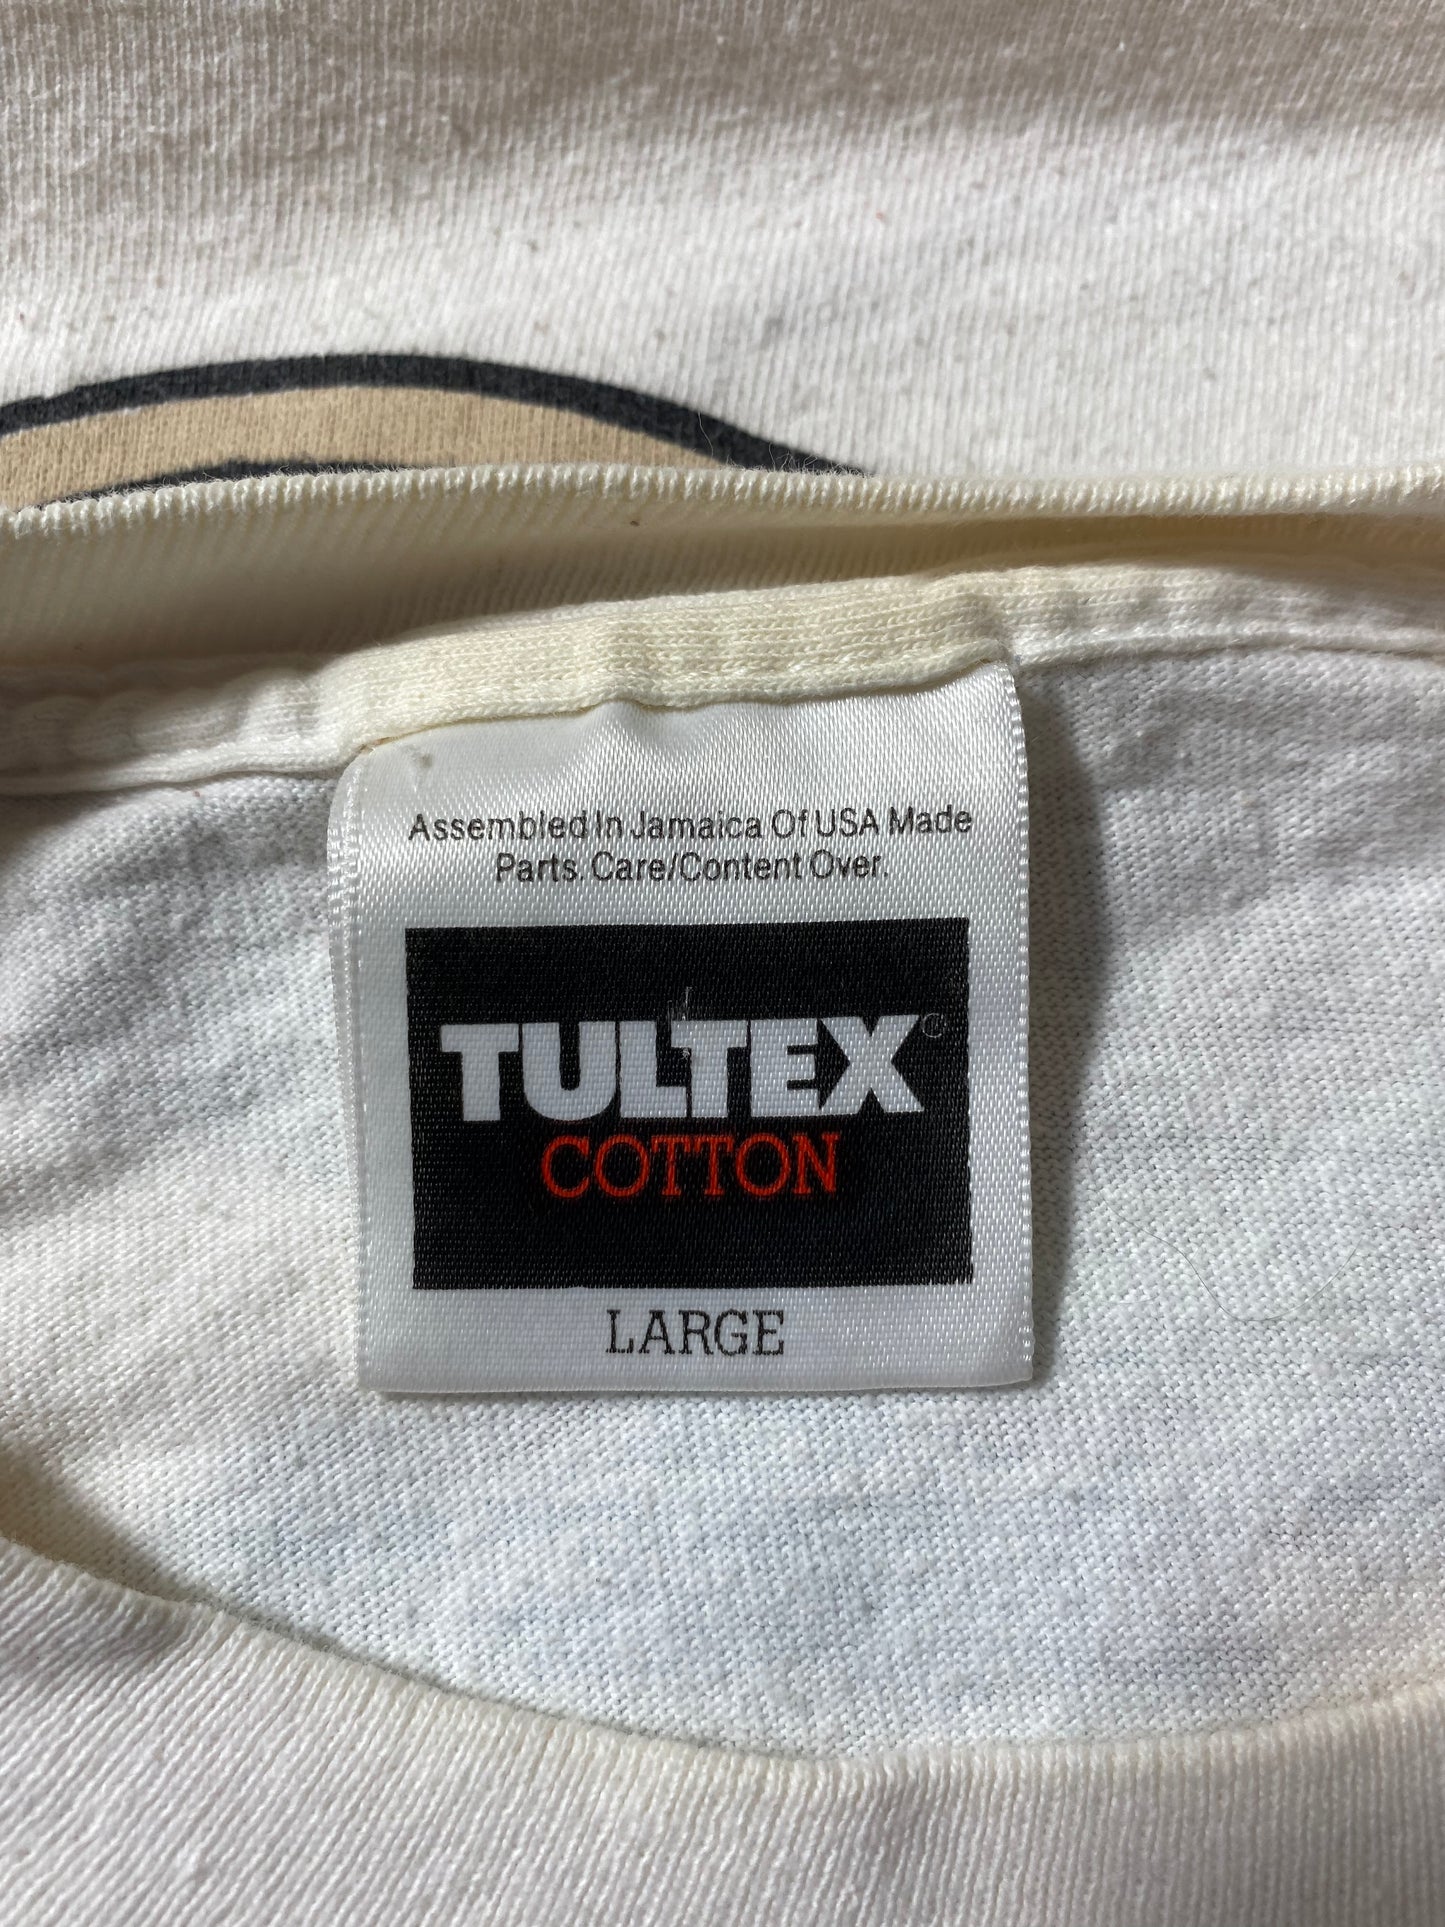 Assembled In Jamaica Of USA Made
Parts. Care/Content Over.
TULTEX©
COTTON
LARGE